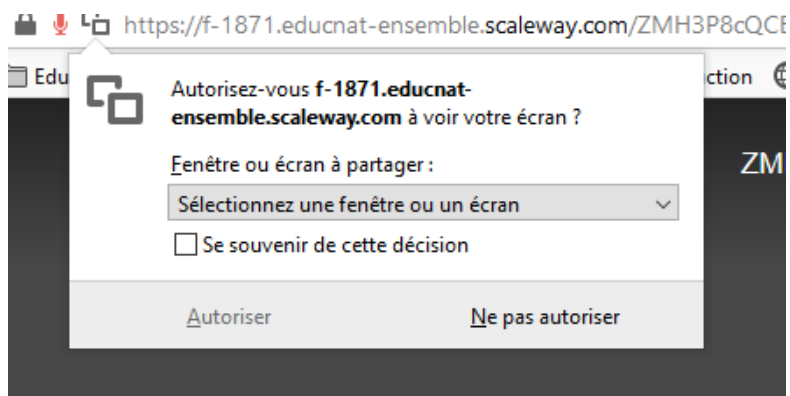 https://f-1871.educnat-ensemble.scaleway.com/ZMH3P8cQCE
Edu
ction
Autorisez-vous f-1871.educnat-
ensemble.scaleway.com à voir votre écran ?
ZM
Fenêtre ou écran à partager :
Sélectionnez une fenêtre ou un écran
Se souvenir de cette décision
Autoriser
Ne pas autoriser